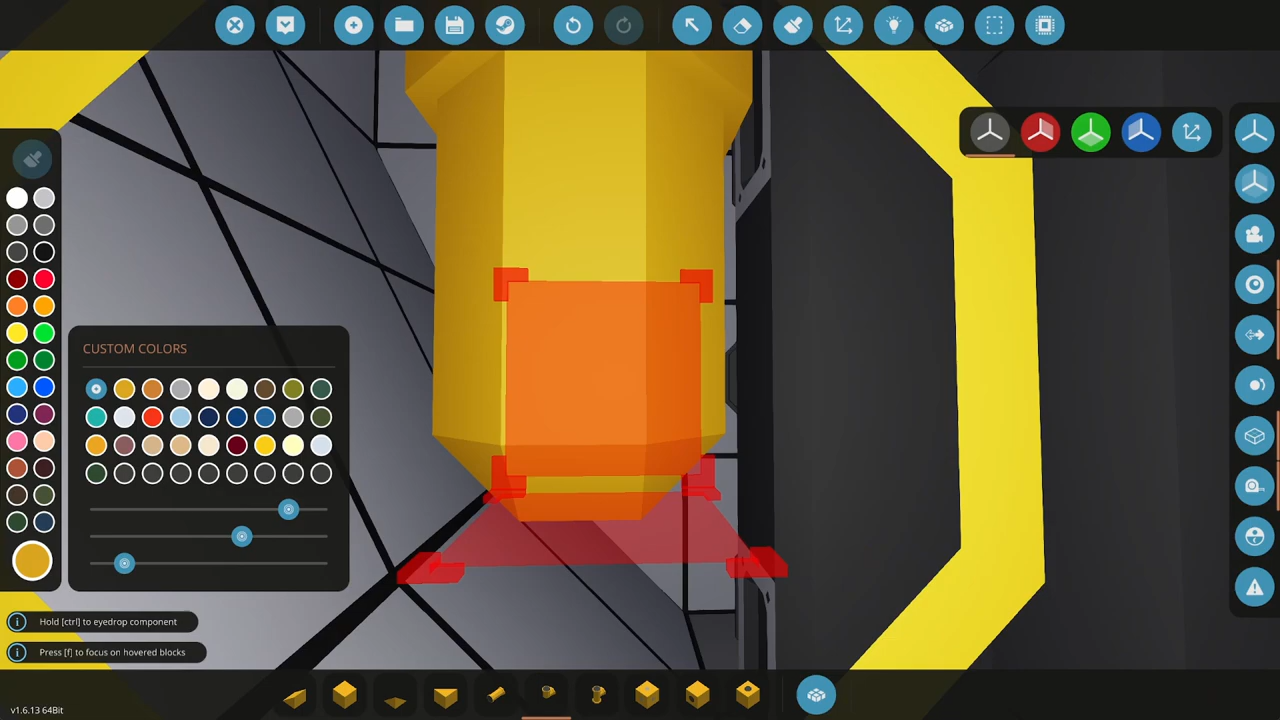 CUSTOM COLORS
Hold [ctrl] to eyedrop component
Press [f] to focus on hovered blocks
v1.6.13 64Bit